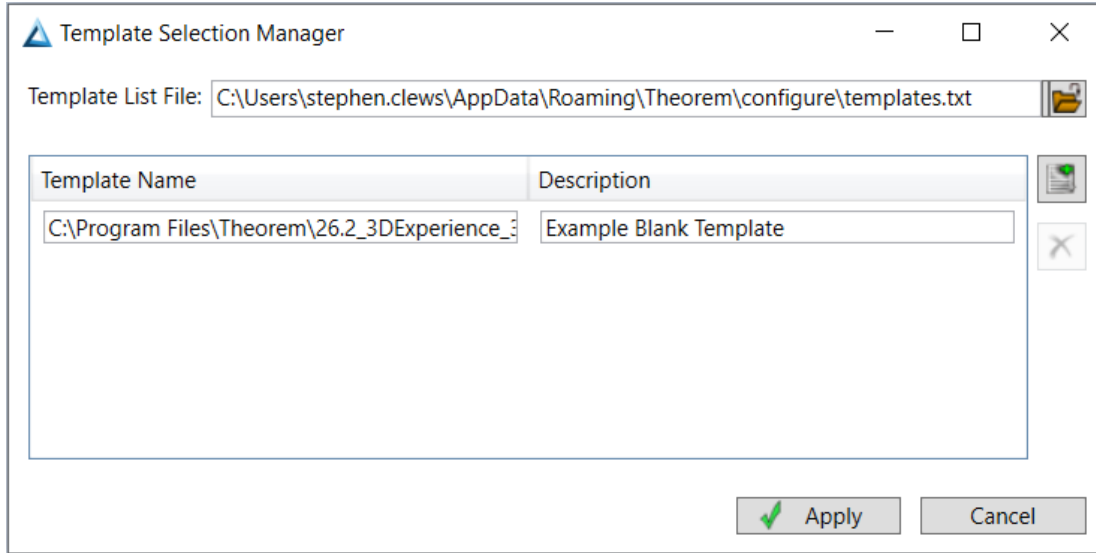 Template Selection Manager
Template List File: C:\Users\stephen.clews\AppData\Roaming\Theorem\configure\templates.txt
Template Name Description
C:\Program Files\Theorem\26.2_3DExperience_3 Example Blank Template
Apply Cancel